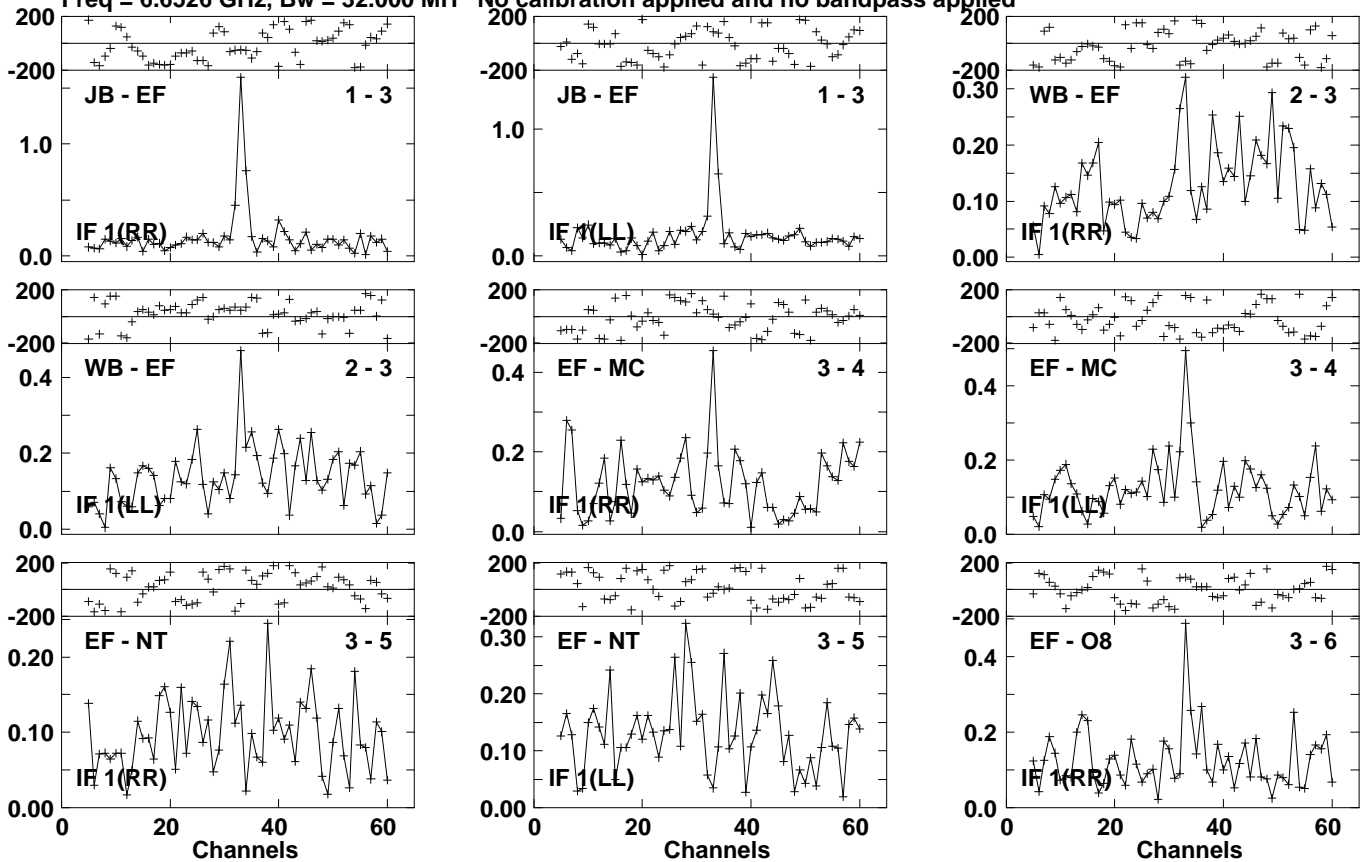 Freq = 6.6526 GHz, Bw = 32.000 MH No calibration applied and no bandpass applied
200
-200
JB - EF 1 - 3
1.0
IF 1(RR)
0.0
JB - EF 1 - 3
1.0
IF 1(LL)
0.0
200
-200
WB - EF 2 - 3
0.30
0.20
0.10
IF 1(RR)
0.00
200
-200
WB - EF 2 - 3
0.4
0.2
IF 1(LL)
0.0
EF - MC 3 - 4
0.4
0.2
IF 1(RR)
0.0
200
-200
EF - MC 3 - 4
0.4
0.2
IF 1(LL)
0.0
200
-200
EF - NT 3 - 5
0.20
0.10
IF 1(RR)
0.00
0 20 40 60
Channels
200
-200
EF - NT 3 - 5
0.30
0.20
0.10
IF 1(LL)
0.00
0 20 40 60
Channels
200
-200
EF - O8 3 - 6
0.4
0.2
IF 1(RR)
0.0
0 20 40 60
Channels